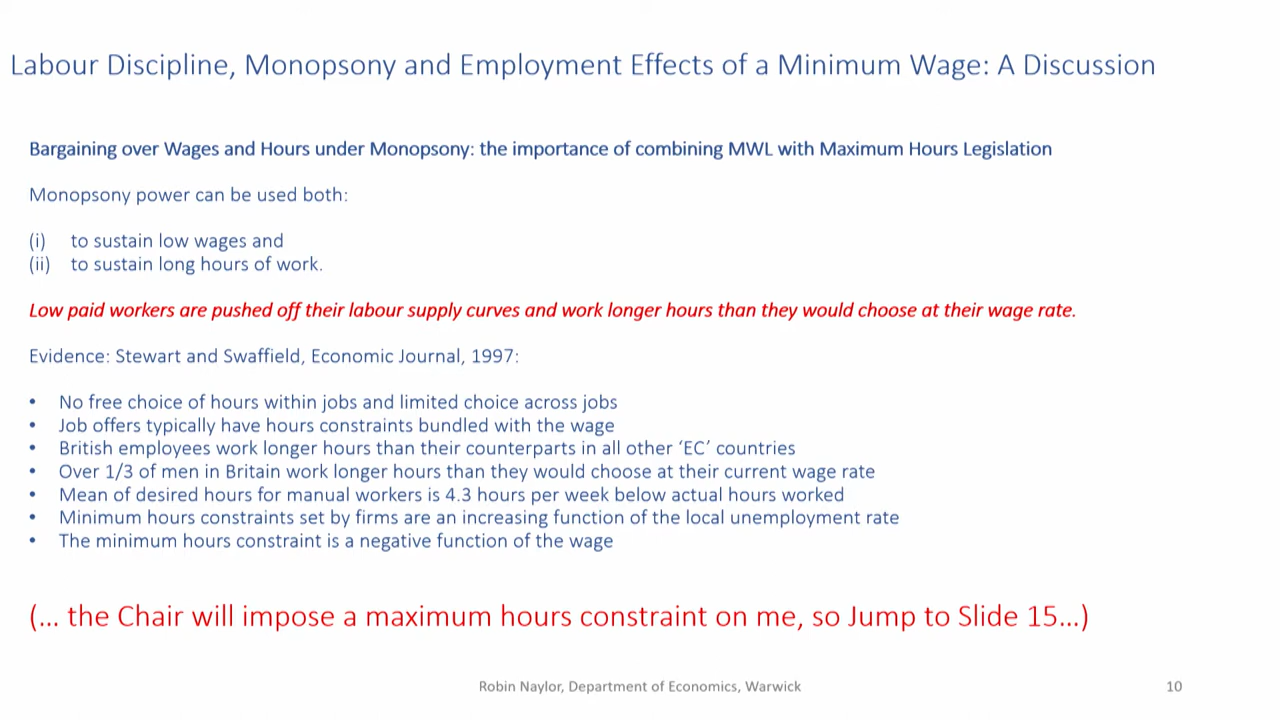 Labour Discipline, Monopsony and Employment Effects of a Minimum Wage: A Discussion
Bargaining over Wages and Hours under Monopsony: the importance of combining MWL with Maximum Hours Legislation
Monopsony power can be used both:
(i) to sustain low wages and
(ii) to sustain long hours of work.
Low paid workers are pushed off their labour supply curves and work longer hours than they would choose at their wage rate.
Evidence: Stewart and Swaffield, Economic Journal, 1997:
• No free choice of hours within jobs and limited choice across jobs
• Job offers typically have hours constraints bundled with the wage
• British employees work longer hours than their counterparts in all other ‘EC’ countries
• Over 1/3 of men in Britain work longer hours than they would choose at their current wage rate
• Mean of desired hours for manual workers is 4.3 hours per week below actual hours worked
• Minimum hours constraints set by firms are an increasing function of the local unemployment rate
• The minimum hours constraint is a negative function of the wage
(… the Chair will impose a maximum hours constraint on me, so Jump to Slide 15…)
Robin Naylor, Department of Economics, Warwick
10